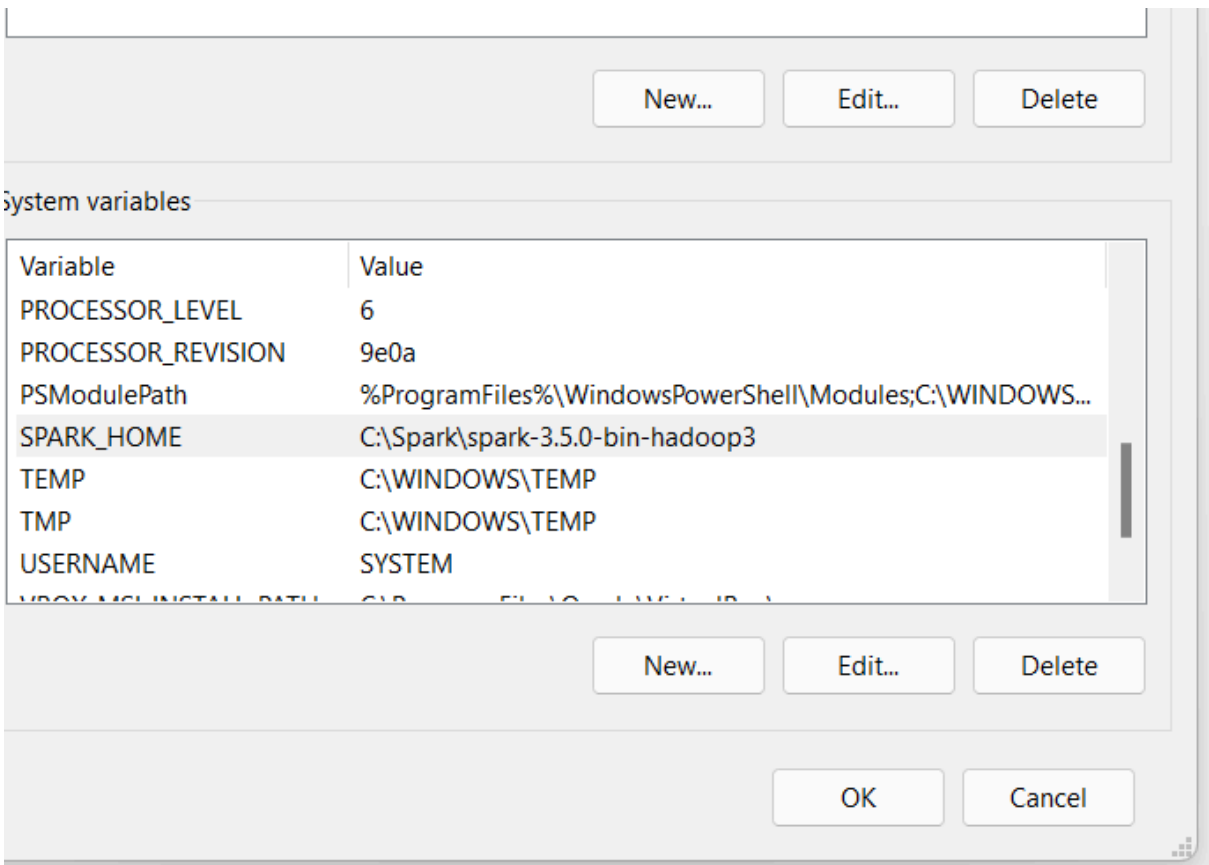 New... Edit... Delete
System variables
Variable Value
PROCESSOR_LEVEL 6
PROCESSOR_REVISION 9e0a
PSModulePath %ProgramFiles%\WindowsPowerShell\Modules;C:\WINDOWS...
SPARK_HOME C:\Spark\spark-3.5.0-bin-hadoop3
TEMP C:\WINDOWS\TEMP
TMP C:\WINDOWS\TEMP
USERNAME SYSTEM
New... Edit... Delete
OK Cancel